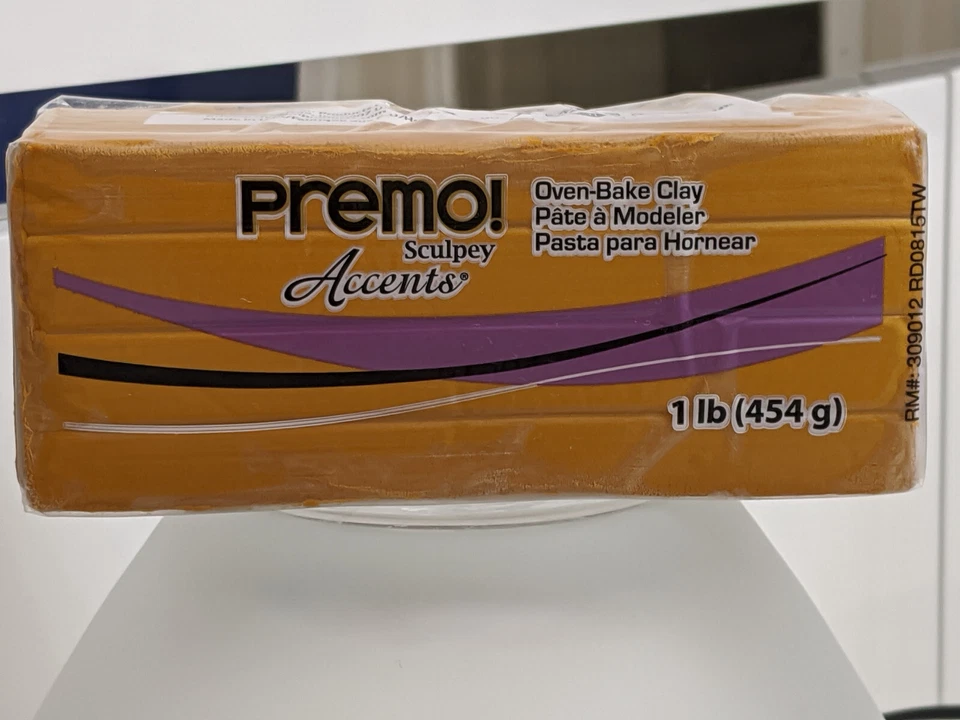 Premo!
Sculpey
Accents®
Oven-Bake Clay
Pâte à Modeler
Pasta para Hornear
1 lb (454 g)
RM#: 309012 RD0815TW